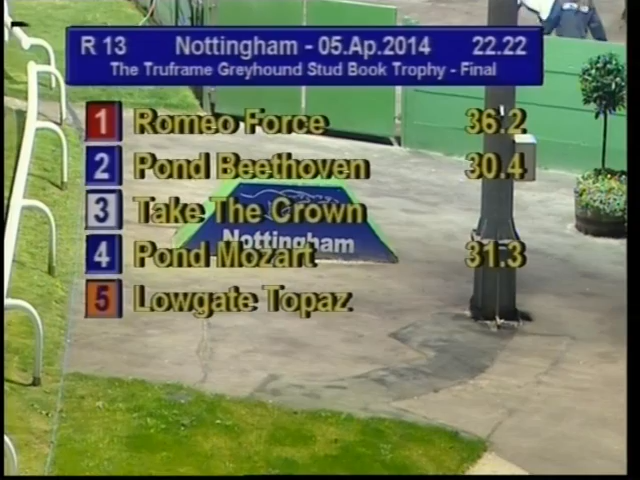 R 13 Nottingham - 05.Ap.2014 22.22
The Truframe Greyhound Stud Book Trophy - Final
1 Romeo Force 36.2
2 Pond Beethoven 30.4
3 Take The Crown
Nottingham
4 Pond Mozart 31.3
5 Lowgate Topaz